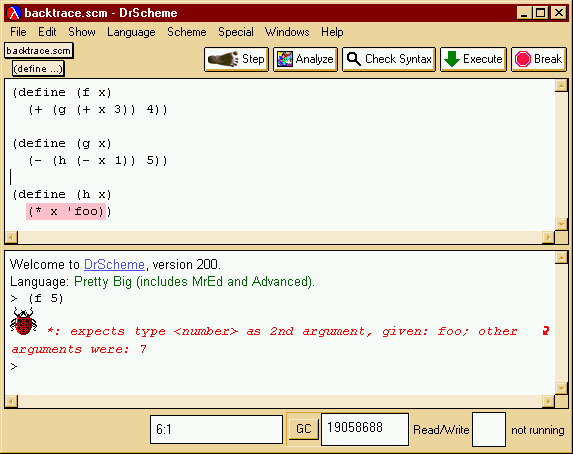 backtrace.scm - DrScheme
File Edit Show Language Scheme Special Windows Help
backtrace.scm
(define ...)
Step Analyze Check Syntax Execute Break
(define (f x)
  (+ (g (+ x 3)) 4))
(define (g x)
  (- (h (- x 1)) 5))
(define (h x)
  (* x 'foo))
Welcome to DrScheme, version 200.
Language: Pretty Big (includes MrEd and Advanced).
> (f 5)
*: expects type <number> as 2nd argument, given: foo; other
arguments were: 7
>
6:1 GC 19058688 Read/Write not running